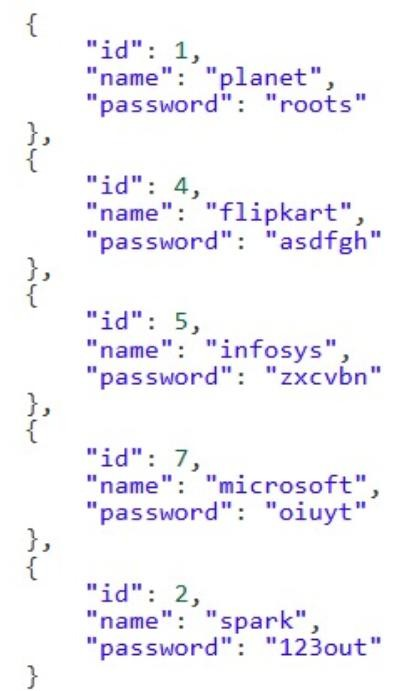 {
    "id": 1,
    "name": "planet",
    "password": "roots"
},
{
    "id": 4,
    "name": "flipkart",
    "password": "asdfgh"
},
{
    "id": 5,
    "name": "infosys",
    "password": "zxcvbn"
},
{
    "id": 7,
    "name": "microsoft",
    "password": "oiuyt"
},
{
    "id": 2,
    "name": "spark",
    "password": "123out"
}